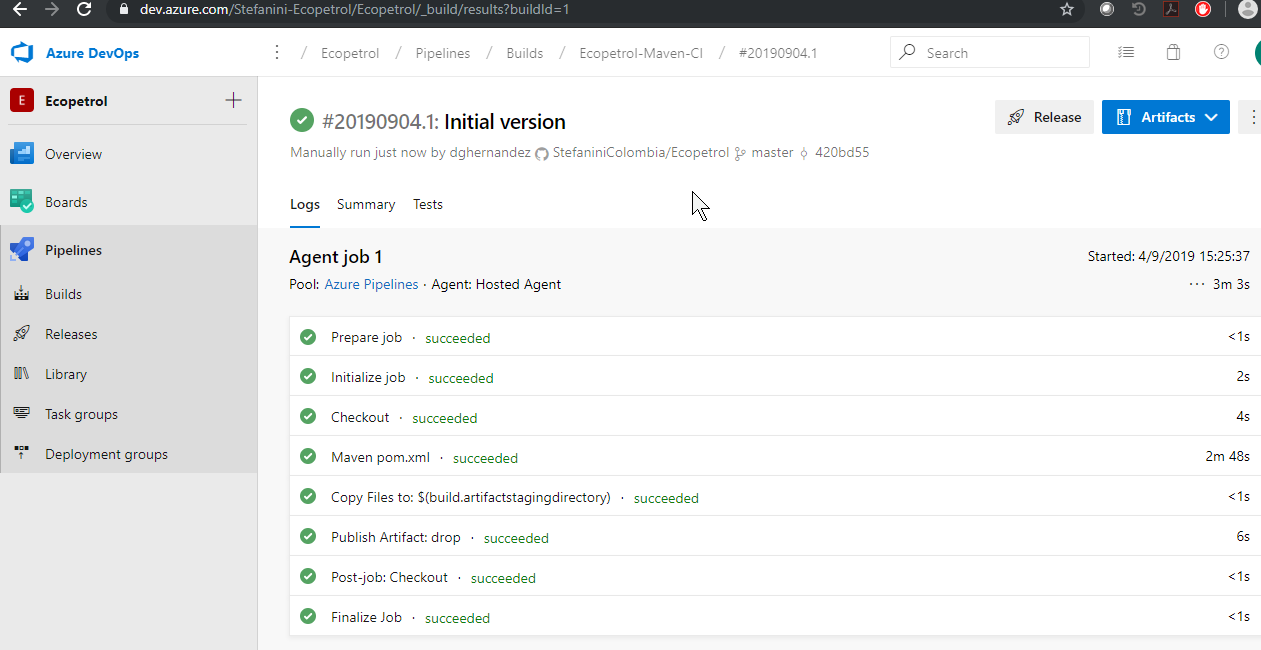 dev.azure.com/Stefanini-Ecopetrol/Ecopetrol/_build/results?buildId=1
Azure DevOps
/ Ecopetrol / Pipelines / Builds / Ecopetrol-Maven-CI / #20190904.1
Search
E Ecopetrol
Overview
Boards
Pipelines
Builds
Releases
Library
Task groups
Deployment groups
#20190904.1: Initial version
Release
Artifacts
Manually run just now by dghernandez StefaniniColombia/Ecopetrol master 420bd55
Logs Summary Tests
Agent job 1
Started: 4/9/2019 15:25:37
Pool: Azure Pipelines · Agent: Hosted Agent
··· 3m 3s
Prepare job · succeeded <1s
Initialize job · succeeded 2s
Checkout · succeeded 4s
Maven pom.xml · succeeded 2m 48s
Copy Files to: $(build.artifactstagingdirectory) · succeeded <1s
Publish Artifact: drop · succeeded 6s
Post-job: Checkout · succeeded <1s
Finalize Job · succeeded <1s